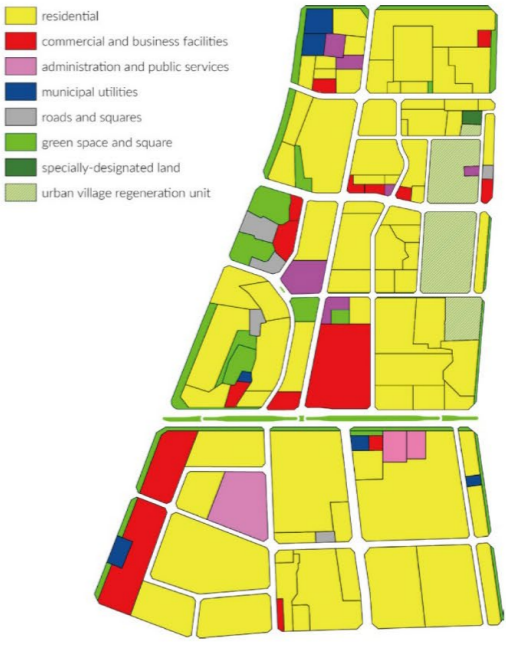 residential
commercial and business facilities
administration and public services
municipal utilities
roads and squares
green space and square
specially-designated land
urban village regeneration unit